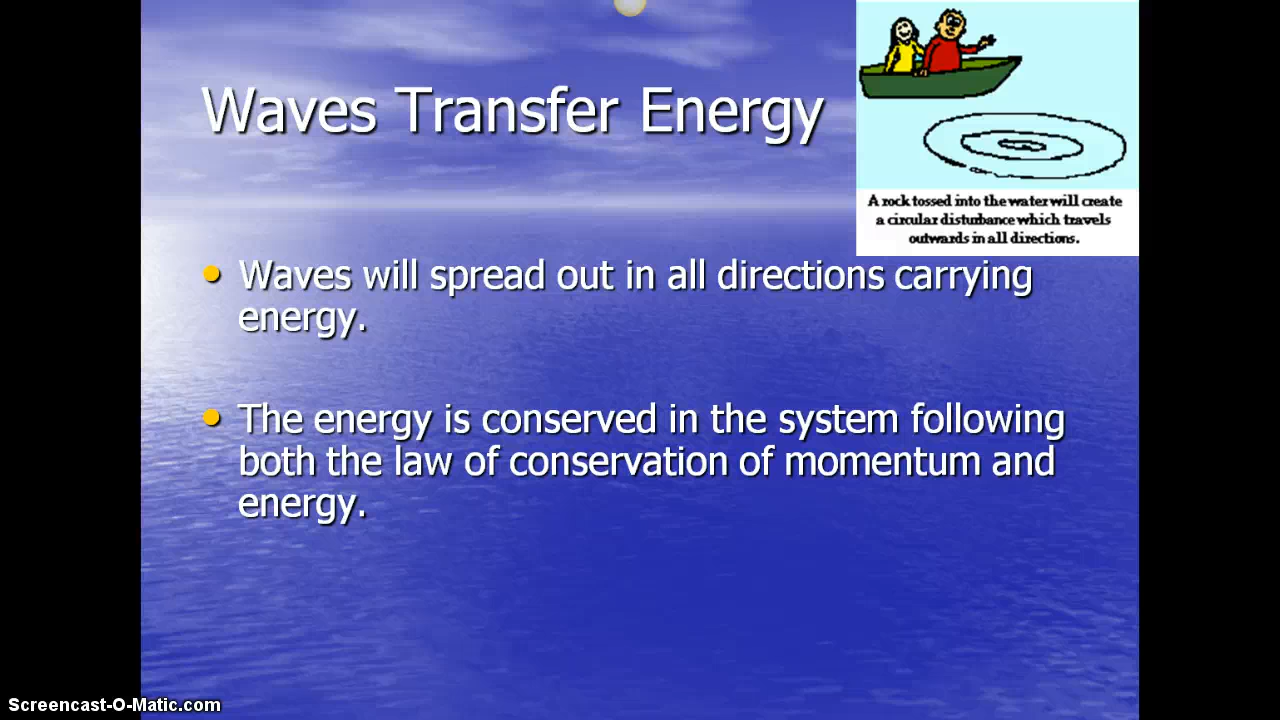 Waves Transfer Energy
A rock tossed into the water will create
a circular disturbance which travels
outwards in all directions.
• Waves will spread out in all directions carrying
energy.
• The energy is conserved in the system following
both the law of conservation of momentum and
energy.
Screencast-O-Matic.com